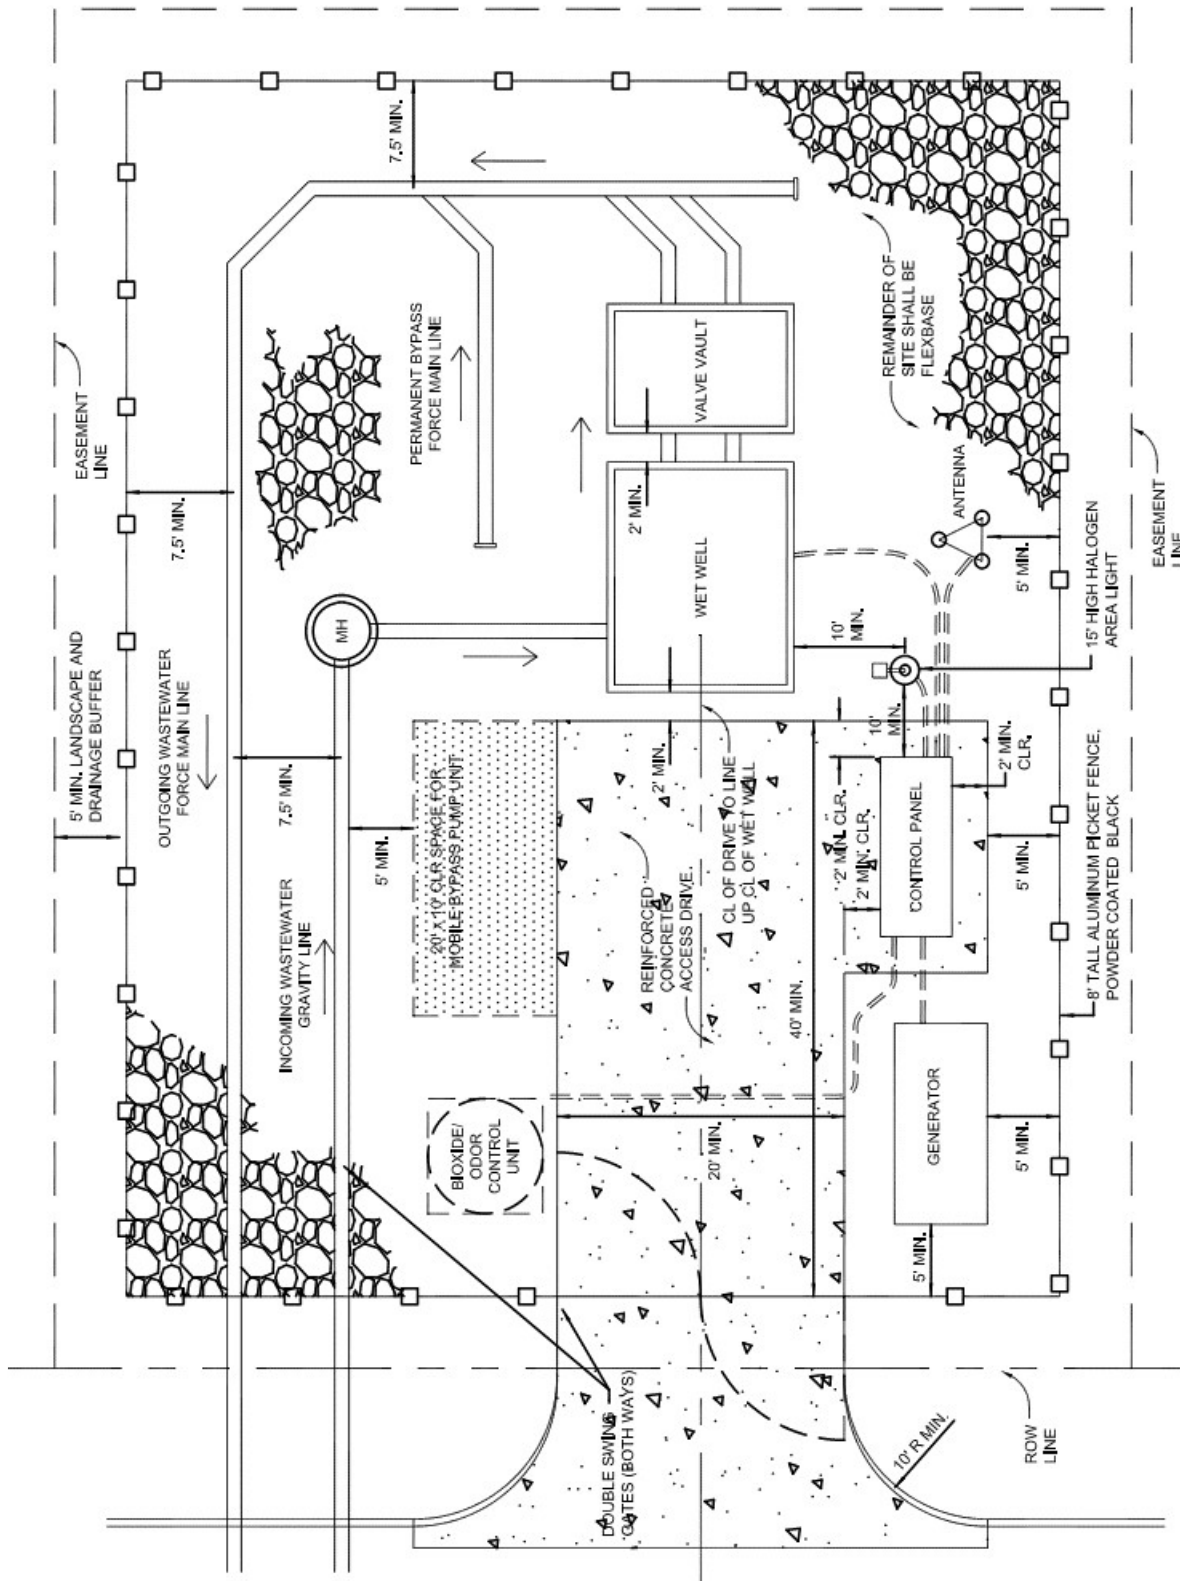 7.5' MIN.
EASEMENT
LINE
7.5' MIN.
PERMANENT BYPASS
FORCE MAIN LINE
VALVE VAULT
REMAINDER OF
SITE SHALL BE
FLEXBASE
ANTENNA
2' MIN.
WET WELL
5' MIN.
EASEMENT
LINE
15' HIGH HALOGEN
AREA LIGHT
10'
MIN.
MH
5' MIN. LANDSCAPE AND
DRAINAGE BUFFER
OUTGOING WASTEWATER
FORCE MAIN LINE
7.5' MIN.
5' MIN.
20' x 10' CLR SPACE FOR
MOBILE BYPASS PUMP UNIT
2' MIN.
CL OF DRIVE TO LINE
UP CL OF WET WELL
10'
MIN.
2' MIN.
CLR.
2' MIN. CLR.
2' MIN. CLR.
CONTROL PANEL
5' MIN.
8' TALL ALUMINUM PICKET FENCE,
POWDER COATED BLACK
INCOMING WASTEWATER
GRAVITY LINE
REINFORCED
CONCRETE
ACCESS DRIVE.
40' MIN.
BIOXIDE/
ODOR
CONTROL
UNIT
20' MIN.
GENERATOR
5' MIN.
5' MIN.
DOUBLE SWING
GATES (BOTH WAYS)
10' R MIN.
ROW
LINE